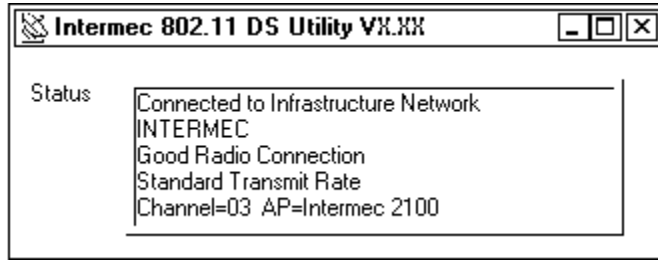 Intermec 802.11 DS Utility VX.XX
Status
Connected to Infrastructure Network
INTERMEC
Good Radio Connection
Standard Transmit Rate
Channel=03 AP=Intermec 2100